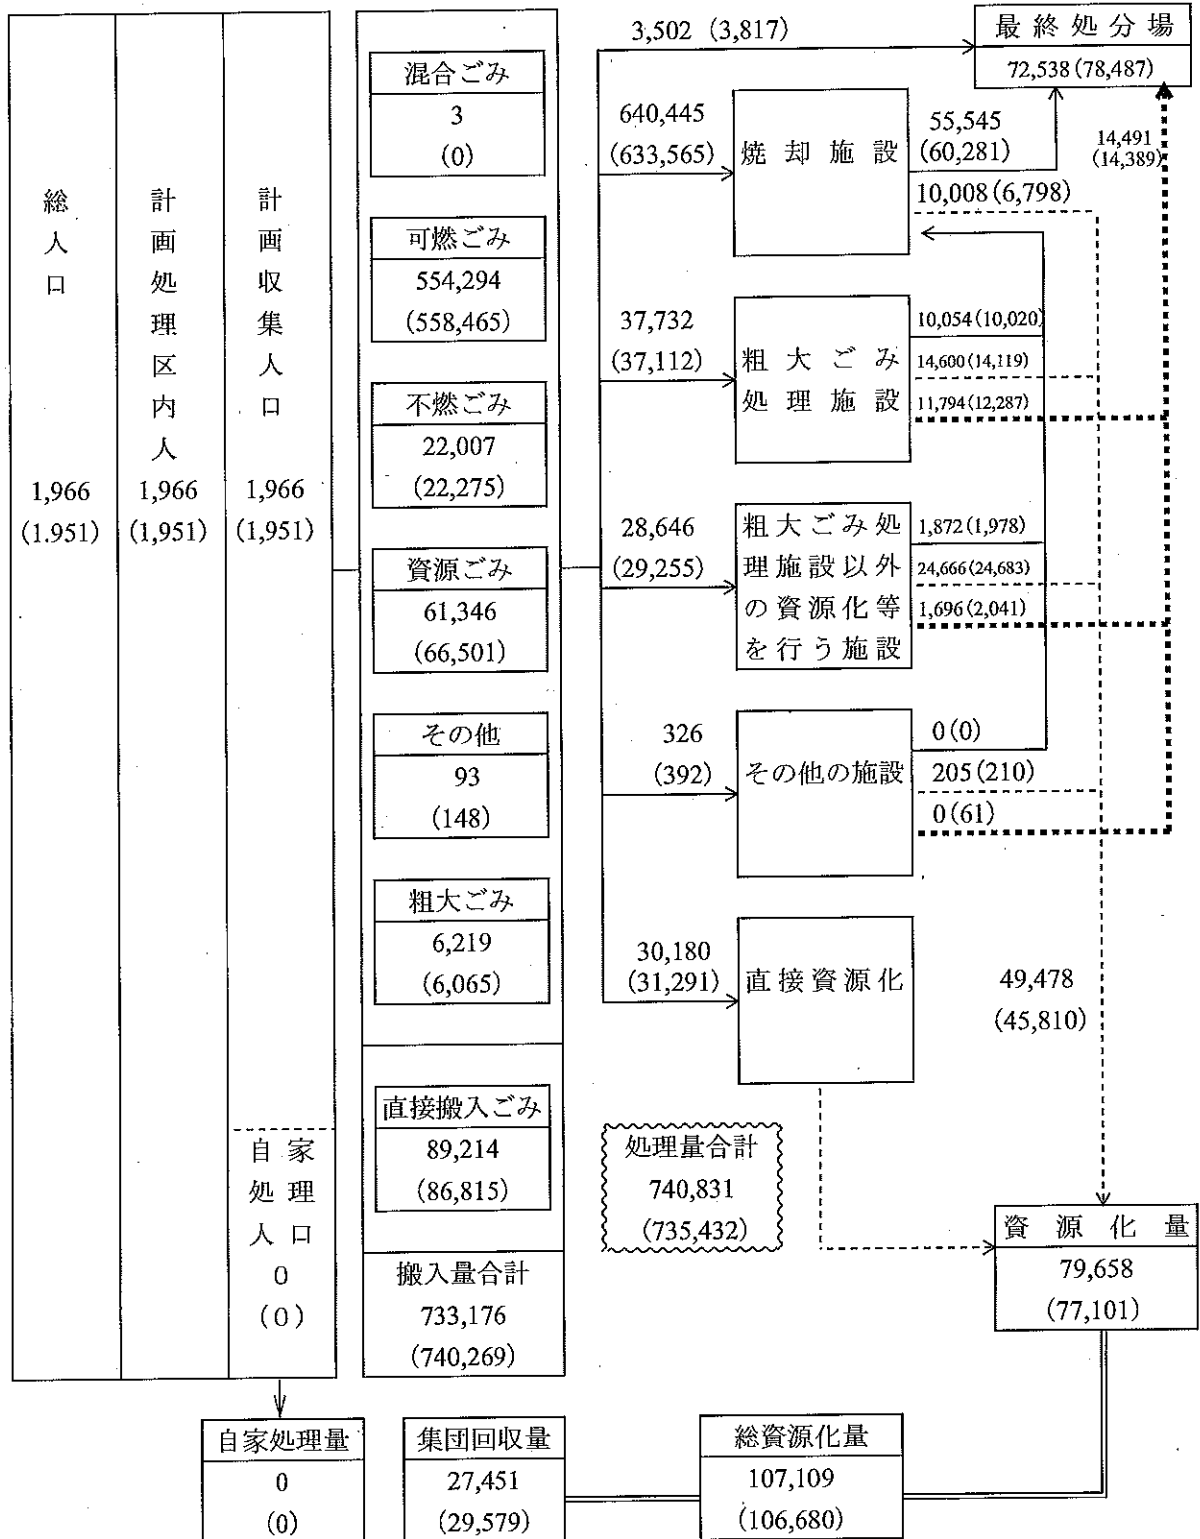 総人口
1,966
(1.951)
計画処理区内人
1,966
(1,951)
計画収集人口
1,966
(1,951)
自家
処理
人口
0
(0)
自家処理量
0
(0)
混合ごみ
3
(0)
可燃ごみ
554,294
(558,465)
不燃ごみ
22,007
(22,275)
資源ごみ
61,346
(66,501)
その他
93
(148)
粗大ごみ
6,219
(6,065)
直接搬入ごみ
89,214
(86,815)
搬入量合計
733,176
(740,269)
集団回収量
27,451
(29,579)
3,502 (3,817)
最終処分場
72,538(78,487)
640,445
(633,565)
焼却施設
55,545
(60,281)
10,008(6,798)
14,491
(14,389)
37,732
(37,112)
粗大ごみ
処理施設
10,054(10,020)
14,600(14,119)
11,794(12,287)
28,646
(29,255)
粗大ごみ処
理施設以外
の資源化等
を行う施設
1,872(1,978)
24,666(24,683)
1,696(2,041)
326
(392)
その他の施設
0(0)
205(210)
0(61)
30,180
(31,291)
直接資源化
49,478
(45,810)
処理量合計
740,831
(735,432)
資源化量
79,658
(77,101)
総資源化量
107,109
(106,680)